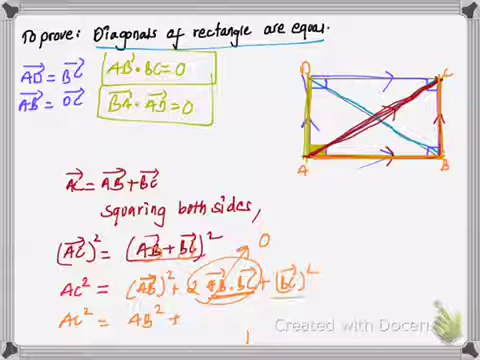 To prove: Diagonals of rectangle are equal.
AD = BC
AB = DC
AB · BC = 0
BA · AD = 0
D
C
A
B
AC = AB + BC
squaring both sides,
(AC)² = (AB + BC)²
0
AC² = (AB)² + 2 AB · BC + (BC)²
AC² = AB² +
Created with Doceri